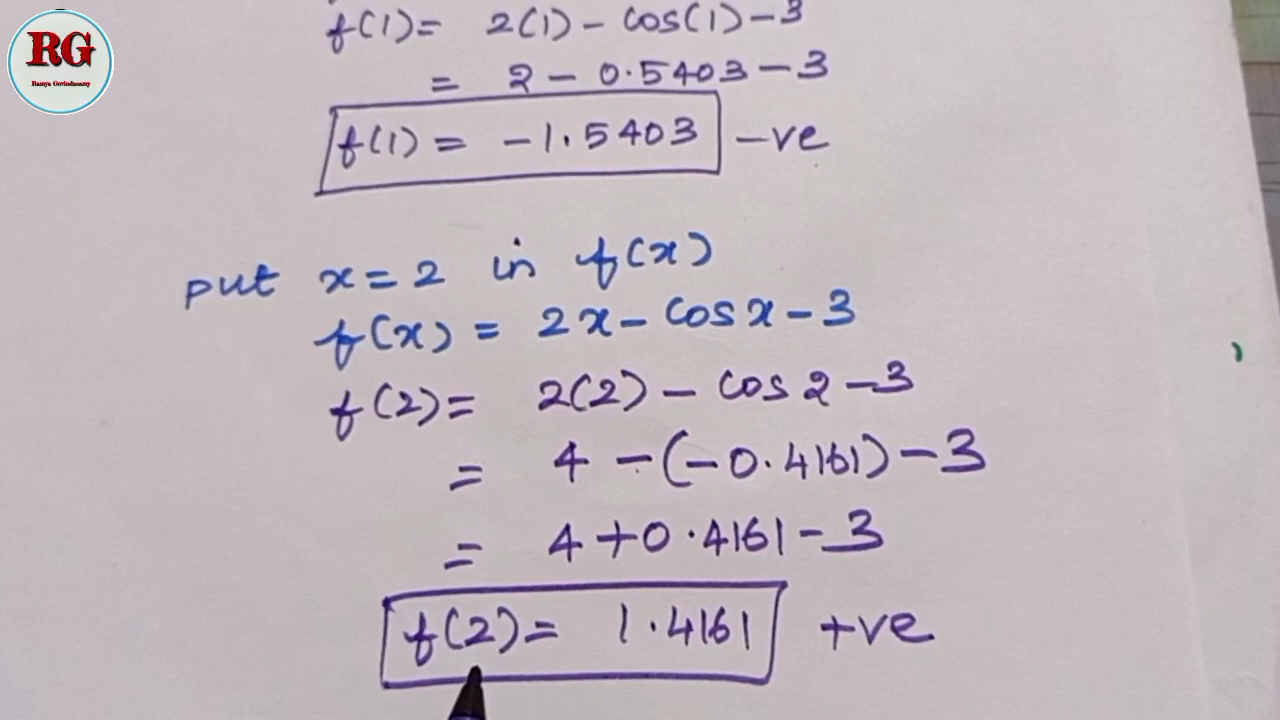 RG
Ramya Govindasamy
f(1) = 2(1) - cos(1) - 3
= 2 - 0.5403 - 3
f(1) = -1.5403 -ve
put x = 2 in f(x)
f(x) = 2x - cos x - 3
f(2) = 2(2) - cos 2 - 3
= 4 - (-0.4161) - 3
= 4 + 0.4161 - 3
f(2) = 1.4161 +ve